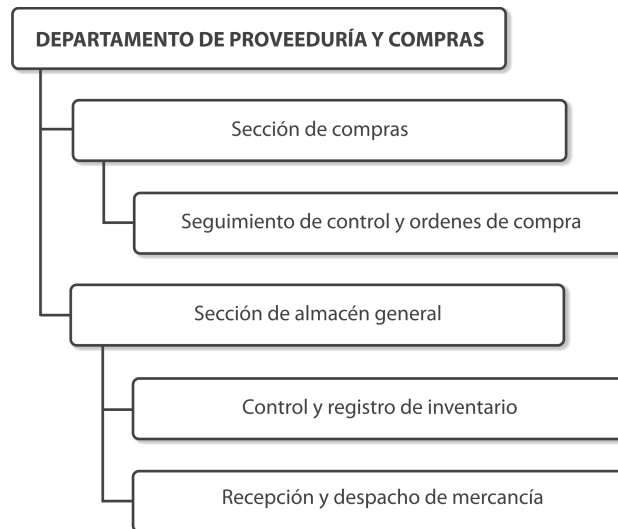 DEPARTAMENTO DE PROVEEDURÍA Y COMPRAS
Sección de compras
Seguimiento de control y ordenes de compra
Sección de almacén general
Control y registro de inventario
Recepción y despacho de mercancía